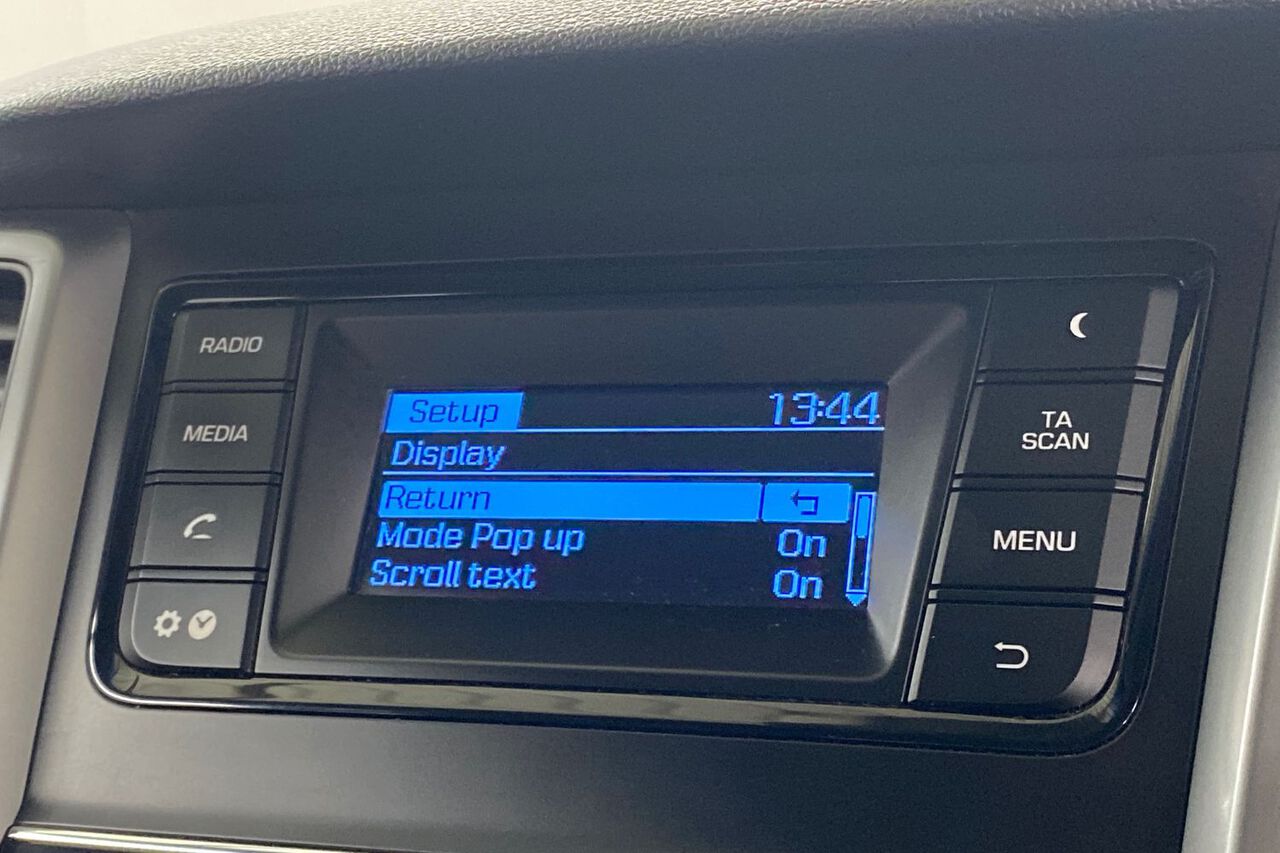 RADIO
MEDIA
Setup 13:44
Display
Return
Mode Pop up On
Scroll text On
TA
SCAN
MENU